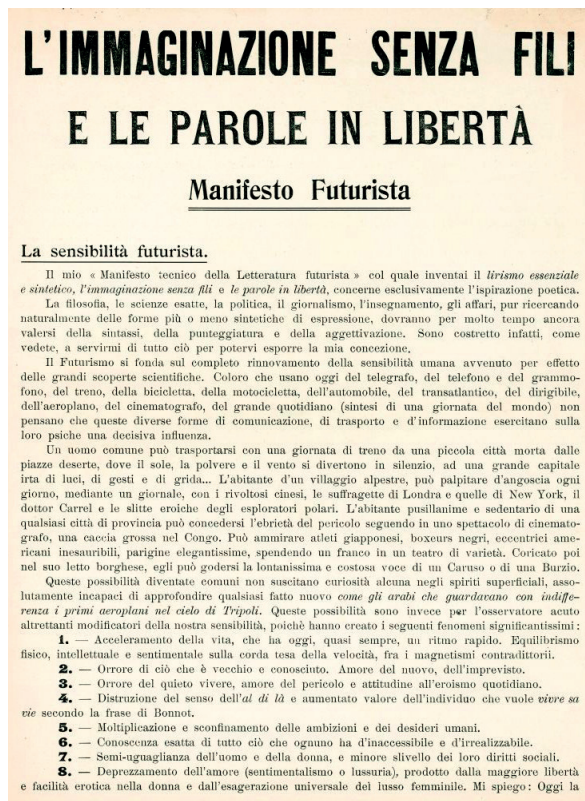 L'IMMAGINAZIONE SENZA FILI
E LE PAROLE IN LIBERTÀ
Manifesto Futurista
La sensibilità futurista.
Il mio « Manifesto tecnico della Letteratura futurista » col quale inventai il lirismo essenziale
e sintetico, l'immaginazione senza fili e le parole in libertà, concerne esclusivamente l'ispirazione poetica.
La filosofia, le scienze esatte, la politica, il giornalismo, l'insegnamento, gli affari, pur ricercando
naturalmente delle forme più o meno sintetiche di espressione, dovranno per molto tempo ancora
valersi della sintassi, della punteggiatura e della aggettivazione. Sono costretto infatti, come
vedete, a servirmi di tutto ciò per potervi esporre la mia concezione.
Il Futurismo si fonda sul completo rinnovamento della sensibilità umana avvenuto per effetto
delle grandi scoperte scientifiche. Coloro che usano oggi del telegrafo, del telefono e del grammo-
fono, del treno, della bicicletta, della motocicletta, dell'automobile, del transatlantico, del dirigibile,
dell'aeroplano, del cinematografo, del grande quotidiano (sintesi di una giornata del mondo) non
pensano che queste diverse forme di comunicazione, di trasporto e d'informazione esercitano sulla
loro psiche una decisiva influenza.
Un uomo comune può trasportarsi con una giornata di treno da una piccola città morta dalle
piazze deserte, dove il sole, la polvere e il vento si divertono in silenzio, ad una grande capitale
irta di luci, di gesti e di grida... L'abitante d'un villaggio alpestre, può palpitare d'angoscia ogni
giorno, mediante un giornale, con i rivoltosi cinesi, le suffragette di Londra e quelle di New York, il
dottor Carrel e le slitte eroiche degli esploratori polari. L'abitante pusillanime e sedentario di una
qualsiasi città di provincia può concedersi l'ebrietà del pericolo seguendo in uno spettacolo di cinemato-
grafo, una caccia grossa nel Congo. Può ammirare atleti giapponesi, boxeurs negri, eccentrici ame-
ricani inesauribili, parigine elegantissime, spendendo un franco in un teatro di varietà. Coricato poi
nel suo letto borghese, egli può godersi la lontanissima e costosa voce di un Caruso o di una Burzio.
Queste possibilità diventate comuni non suscitano curiosità alcuna negli spiriti superficiali, asso-
lutamente incapaci di approfondire qualsiasi fatto nuovo come gli arabi che guardavano con indiffe-
renza i primi aeroplani nel cielo di Tripoli. Queste possibilità sono invece per l'osservatore acuto
altrettanti modificatori della nostra sensibilità, poichè hanno creato i seguenti fenomeni significantissimi :
1. — Acceleramento della vita, che ha oggi, quasi sempre, un ritmo rapido. Equilibrismo
fisico, intellettuale e sentimentale sulla corda tesa della velocità, fra i magnetismi contradittorii.
2. — Orrore di ciò che è vecchio e conosciuto. Amore del nuovo, dell'imprevisto.
3. — Orrore del quieto vivere, amore del pericolo e attitudine all'eroismo quotidiano.
4. — Distruzione del senso dell'al di là e aumentato valore dell'individuo che vuole vivre sa
vie secondo la frase di Bonnot.
5. — Moltiplicazione e sconfinamento delle ambizioni e dei desideri umani.
6. — Conoscenza esatta di tutto ciò che ognuno ha d'inaccessibile e d'irrealizzabile.
7. — Semi-uguaglianza dell'uomo e della donna, e minore slivello dei loro diritti sociali.
8. — Deprezzamento dell'amore (sentimentalismo o lussuria), prodotto dalla maggiore libertà
e facilità erotica nella donna e dall'esagerazione universale del lusso femminile. Mi spiego : Oggi la